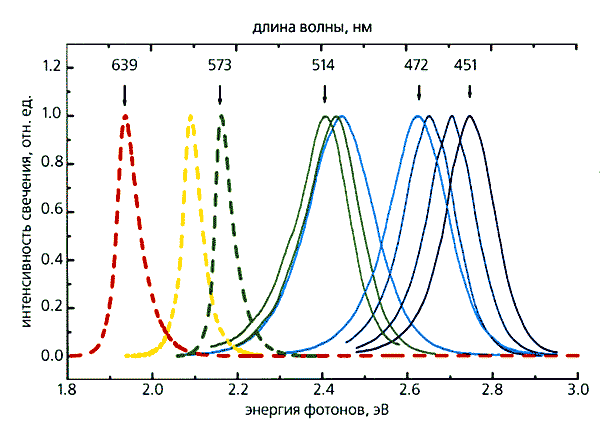 длина волны, нм
639 573 514 472 451
1.2
1.0
0.8
0.6
0.4
0.2
0.0
интенсивность свечения, отн. ед.
1.8 2.0 2.2 2.4 2.6 2.8 3.0
энергия фотонов, эВ